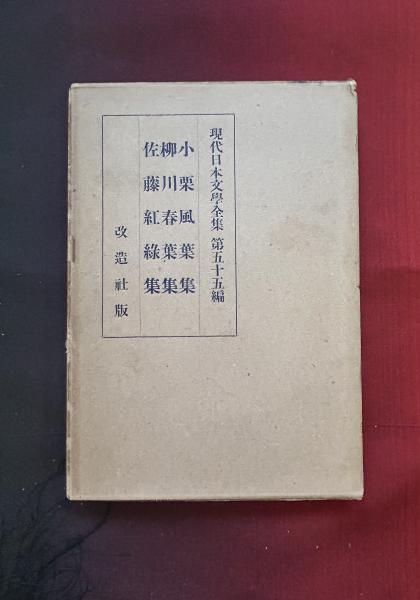 現代日本文學全集 第五十五編
小栗風葉集
柳川春葉集
佐藤紅綠集
改造社版